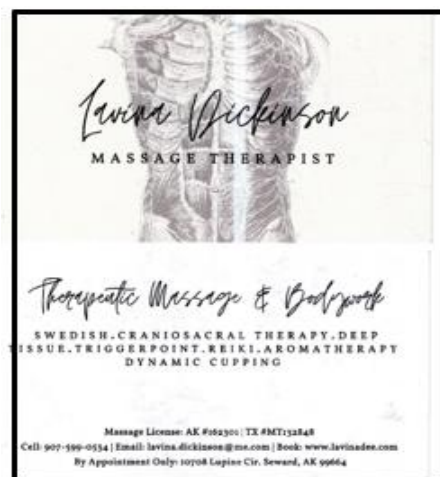 Lavina Dickinson
MASSAGE THERAPIST
Therapeutic Massage & Bodywork
SWEDISH.CRANIOSACRAL THERAPY.DEEP
TISSUE.TRIGGERPOINT.REIKI.AROMATHERAPY
DYNAMIC CUPPING
Massage License: AK #162301 | TX #MT132848
Cell: 907-599-0534 | Email: lavina.dickinson@me.com | Book: www.lavinadee.com
By Appointment Only: 10708 Lupine Cir. Seward, AK 99664